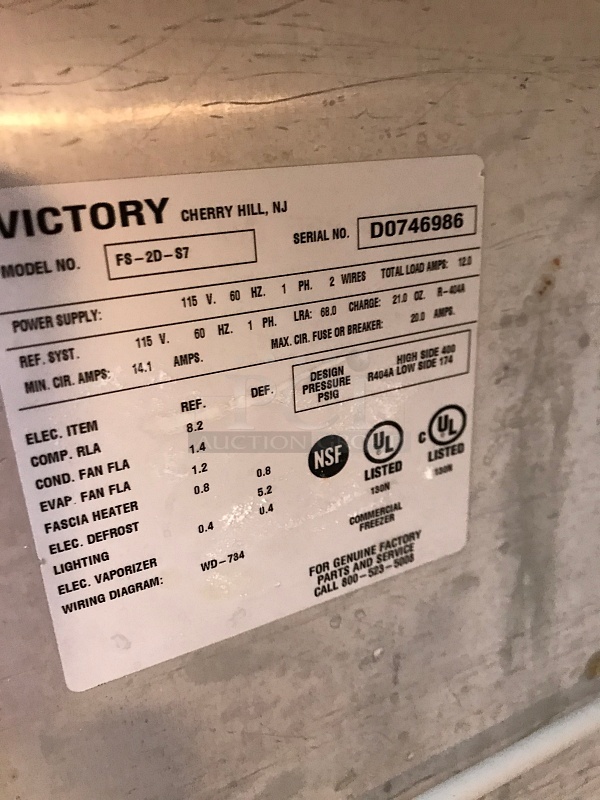 VICTORY CHERRY HILL, NJ
MODEL NO. FS-2D-S7 SERIAL NO. D0746986
POWER SUPPLY: 115 V. 60 HZ. 1 PH. 2 WIRES TOTAL LOAD AMPS: 12.0
REF. SYST. 115 V. 60 HZ. 1 PH. LRA: 68.0 CHARGE: 21.0 OZ. R-404A
MIN. CIR. AMPS: 14.1 AMPS. MAX. CIR. FUSE OR BREAKER: 20.0 AMPS.
DESIGN PRESSURE PSIG
HIGH SIDE 400
R404A LOW SIDE 174
ELEC. ITEM REF. DEF.
COMP. RLA 8.2
COND. FAN FLA 1.4
EVAP. FAN FLA 1.2
FASCIA HEATER 0.8 0.8
ELEC. DEFROST 5.2
LIGHTING 0.4 0.4
ELEC. VAPORIZER
WIRING DIAGRAM: WD-784
NSF
UL
LISTED
130N
C UL
LISTED
130N
COMMERCIAL
FREEZER
FOR GENUINE FACTORY
PARTS AND SERVICE
CALL 800-523-5008
PCI
AUCTION